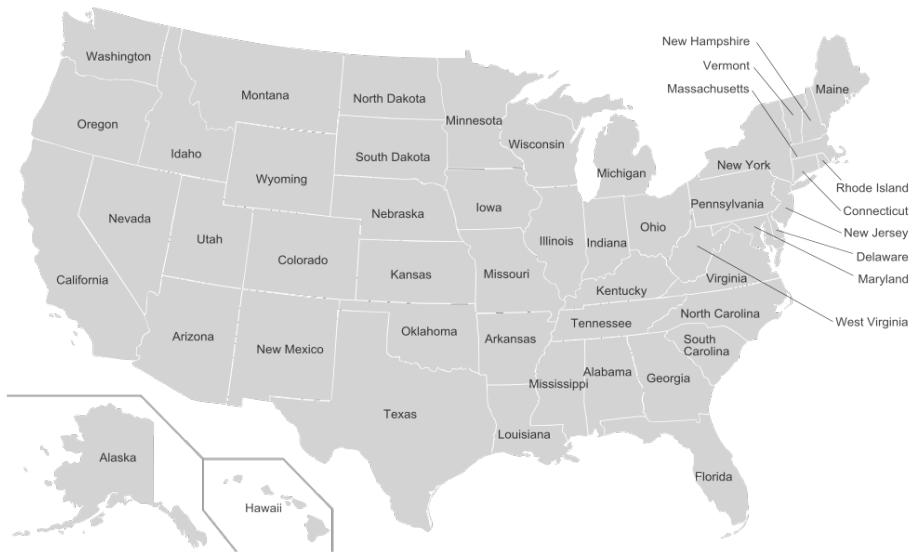 New Hampshire
Vermont
Washington
Massachusetts
Maine
Montana
North Dakota
Minnesota
Oregon
Wisconsin
Idaho
South Dakota
New York
Michigan
Wyoming
Rhode Island
Pennsylvania
Iowa
Connecticut
Nebraska
Nevada
Ohio
New Jersey
Utah
Illinois
Indiana
Delaware
Colorado
Kansas
Missouri
California
Virginia
Maryland
Kentucky
North Carolina
West Virginia
Tennessee
Oklahoma
Arizona
Arkansas
South
Carolina
New Mexico
Alabama
Georgia
Mississippi
Texas
Louisiana
Alaska
Florida
Hawaii